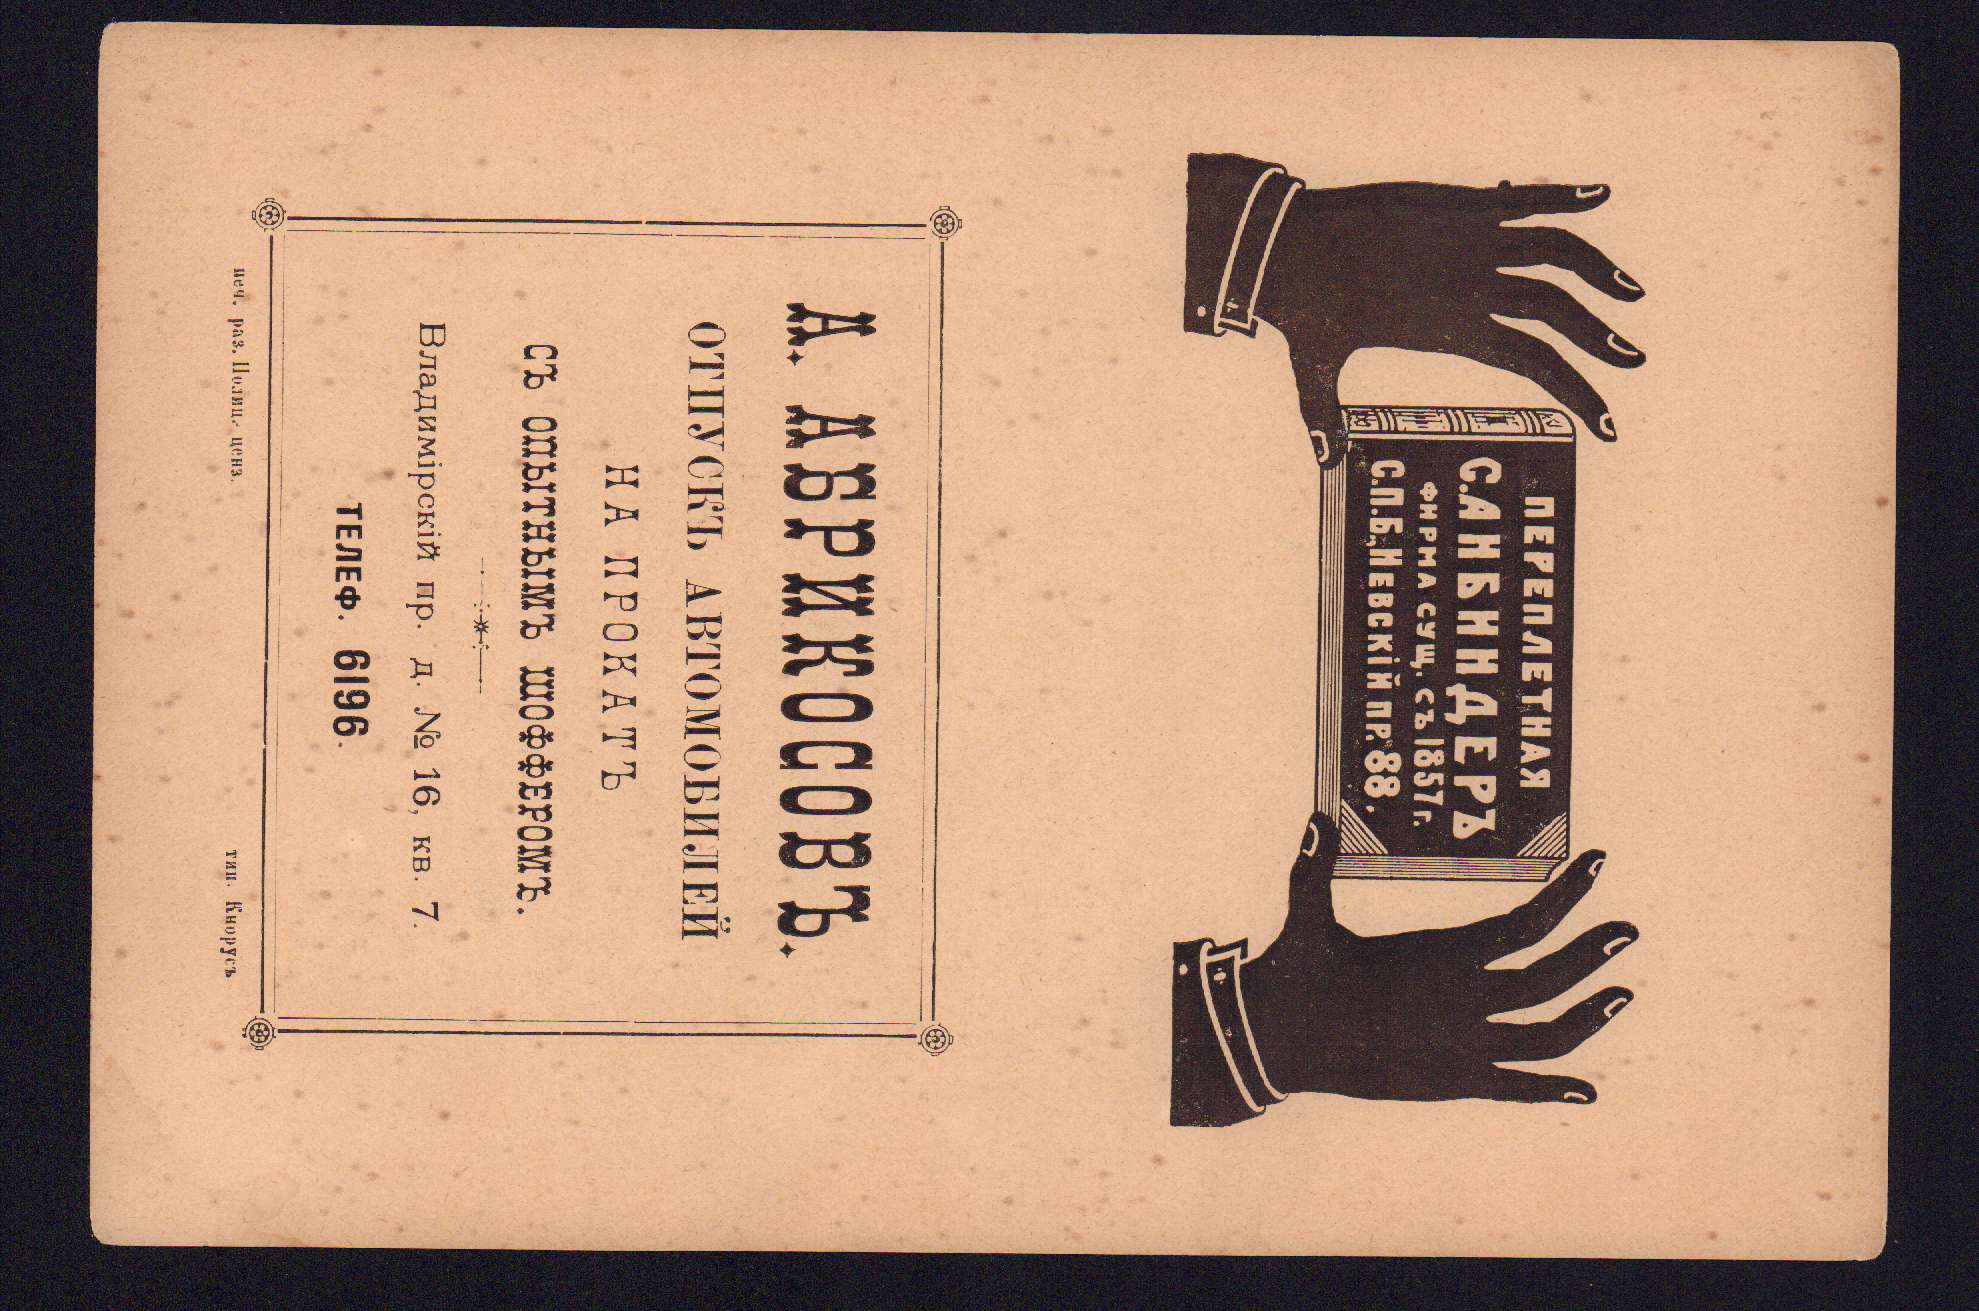 ПЕРЕПЛЕТНАЯ
С. АНБИНДЕРЪ
ФИРМА СУЩ. СЪ 1857 г.
С.П.Б., НЕВСКІЙ ПР. 88,
А. АБРИКОСОВЪ.
ОТПУСКЪ АВТОМОБИЛЕЙ
НА ПРОКАТЪ
СЪ ОПЫТНЫМЪ ШОФФЕРОМЪ.
Владимірскій пр. д. № 16, кв. 7.
ТЕЛЕФ. 6196.
печ. раз. Полиц. ценз. тип. Кнорусъ